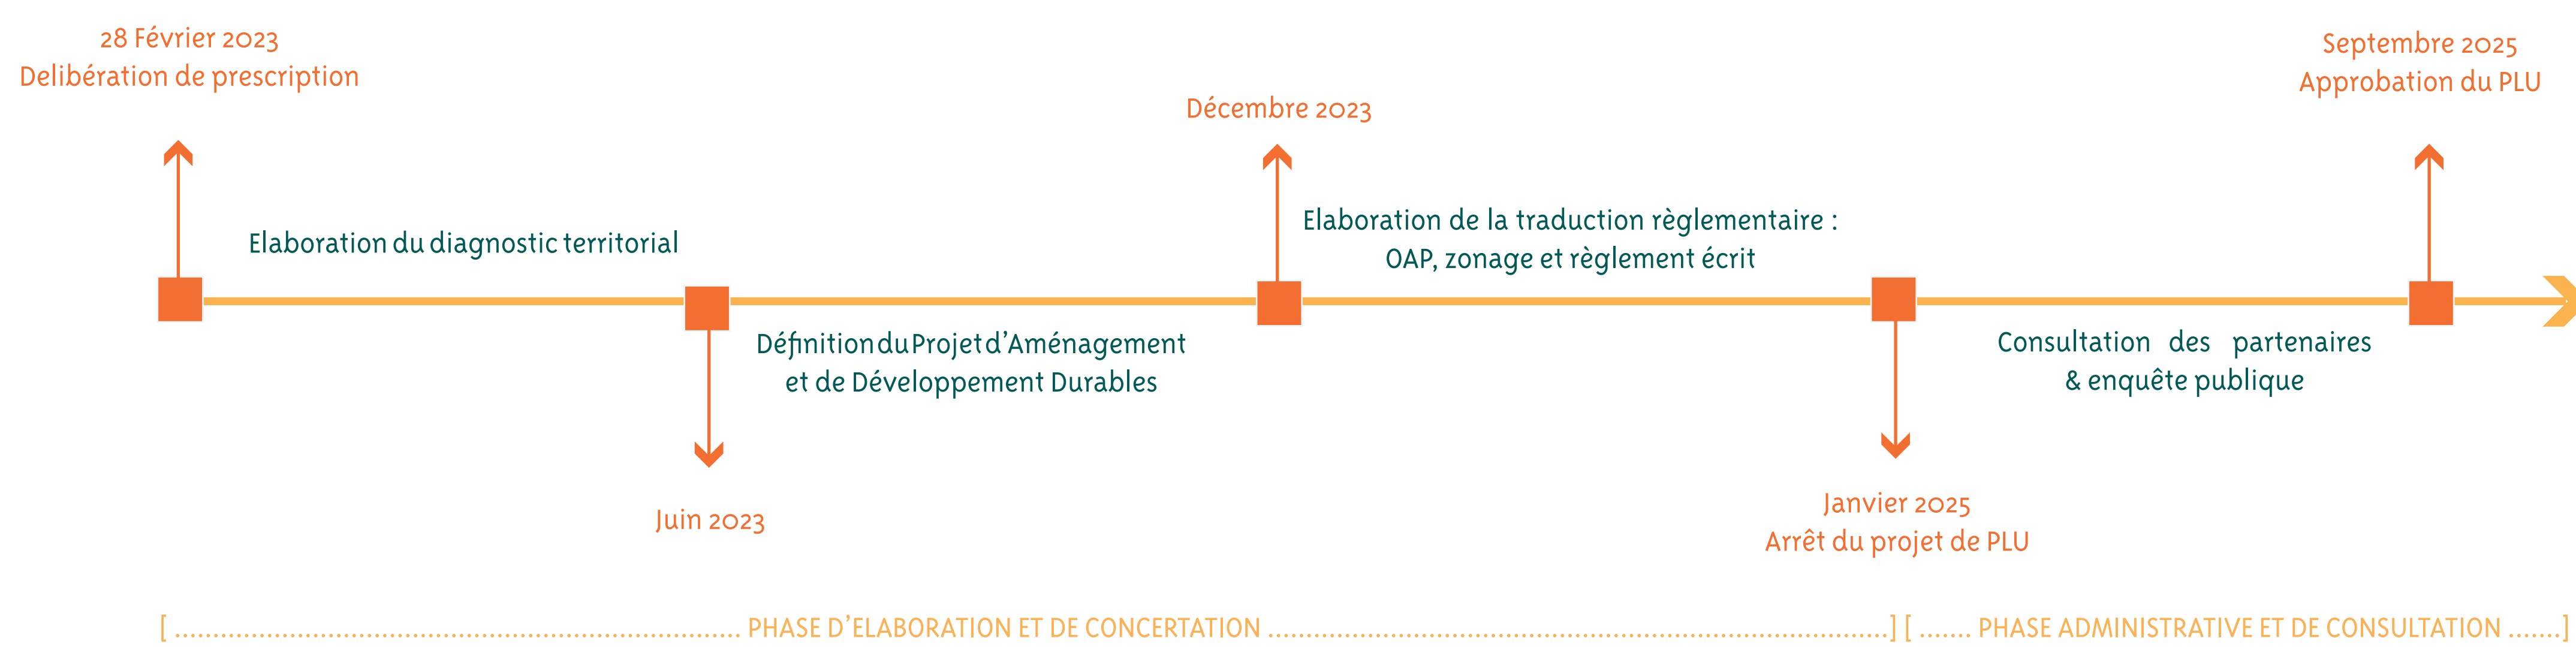 28 Février 2023
Delibération de prescription
Elaboration du diagnostic territorial
Juin 2023
Définition du Projet d’Aménagement
et de Développement Durables
Décembre 2023
Elaboration de la traduction règlementaire :
OAP, zonage et règlement écrit
Janvier 2025
Arrêt du projet de PLU
Consultation des partenaires
& enquête publique
Septembre 2025
Approbation du PLU
[ ........................................................................... PHASE D’ELABORATION ET DE CONCERTATION ..................................................................................] [ ....... PHASE ADMINISTRATIVE ET DE CONSULTATION .......]